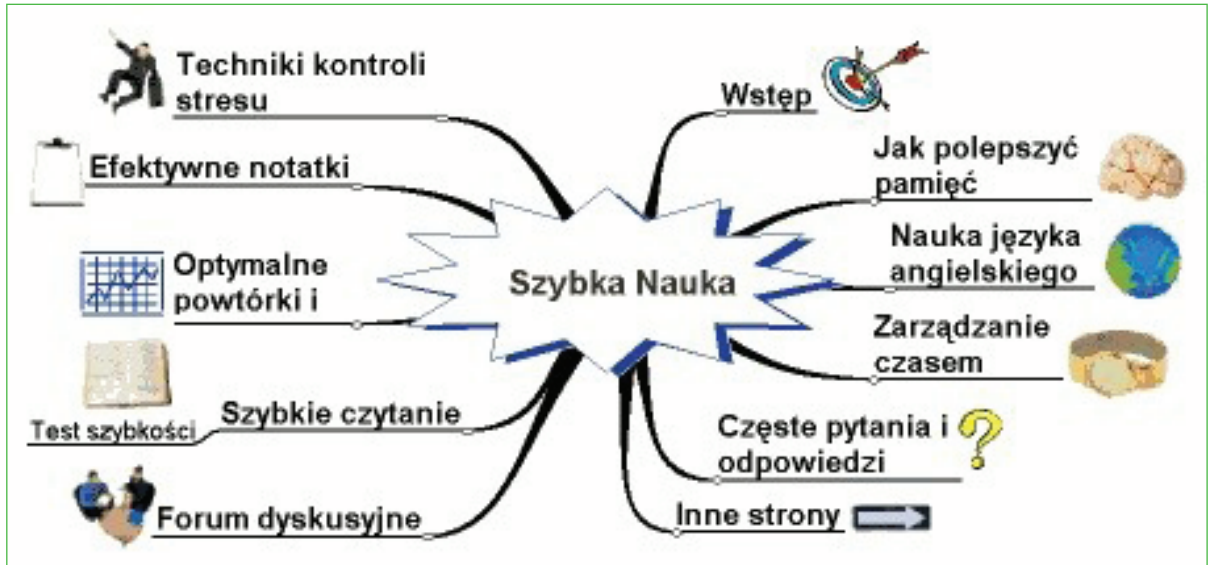 Techniki kontroli
stresu
Efektywne notatki
Optymalne
powtórki i
Szybkie czytanie
Test szybkości
Forum dyskusyjne
Szybka Nauka
Wstęp
Jak polepszyć
pamięć
Nauka języka
angielskiego
Zarządzanie
czasem
Częste pytania i
odpowiedzi
Inne strony